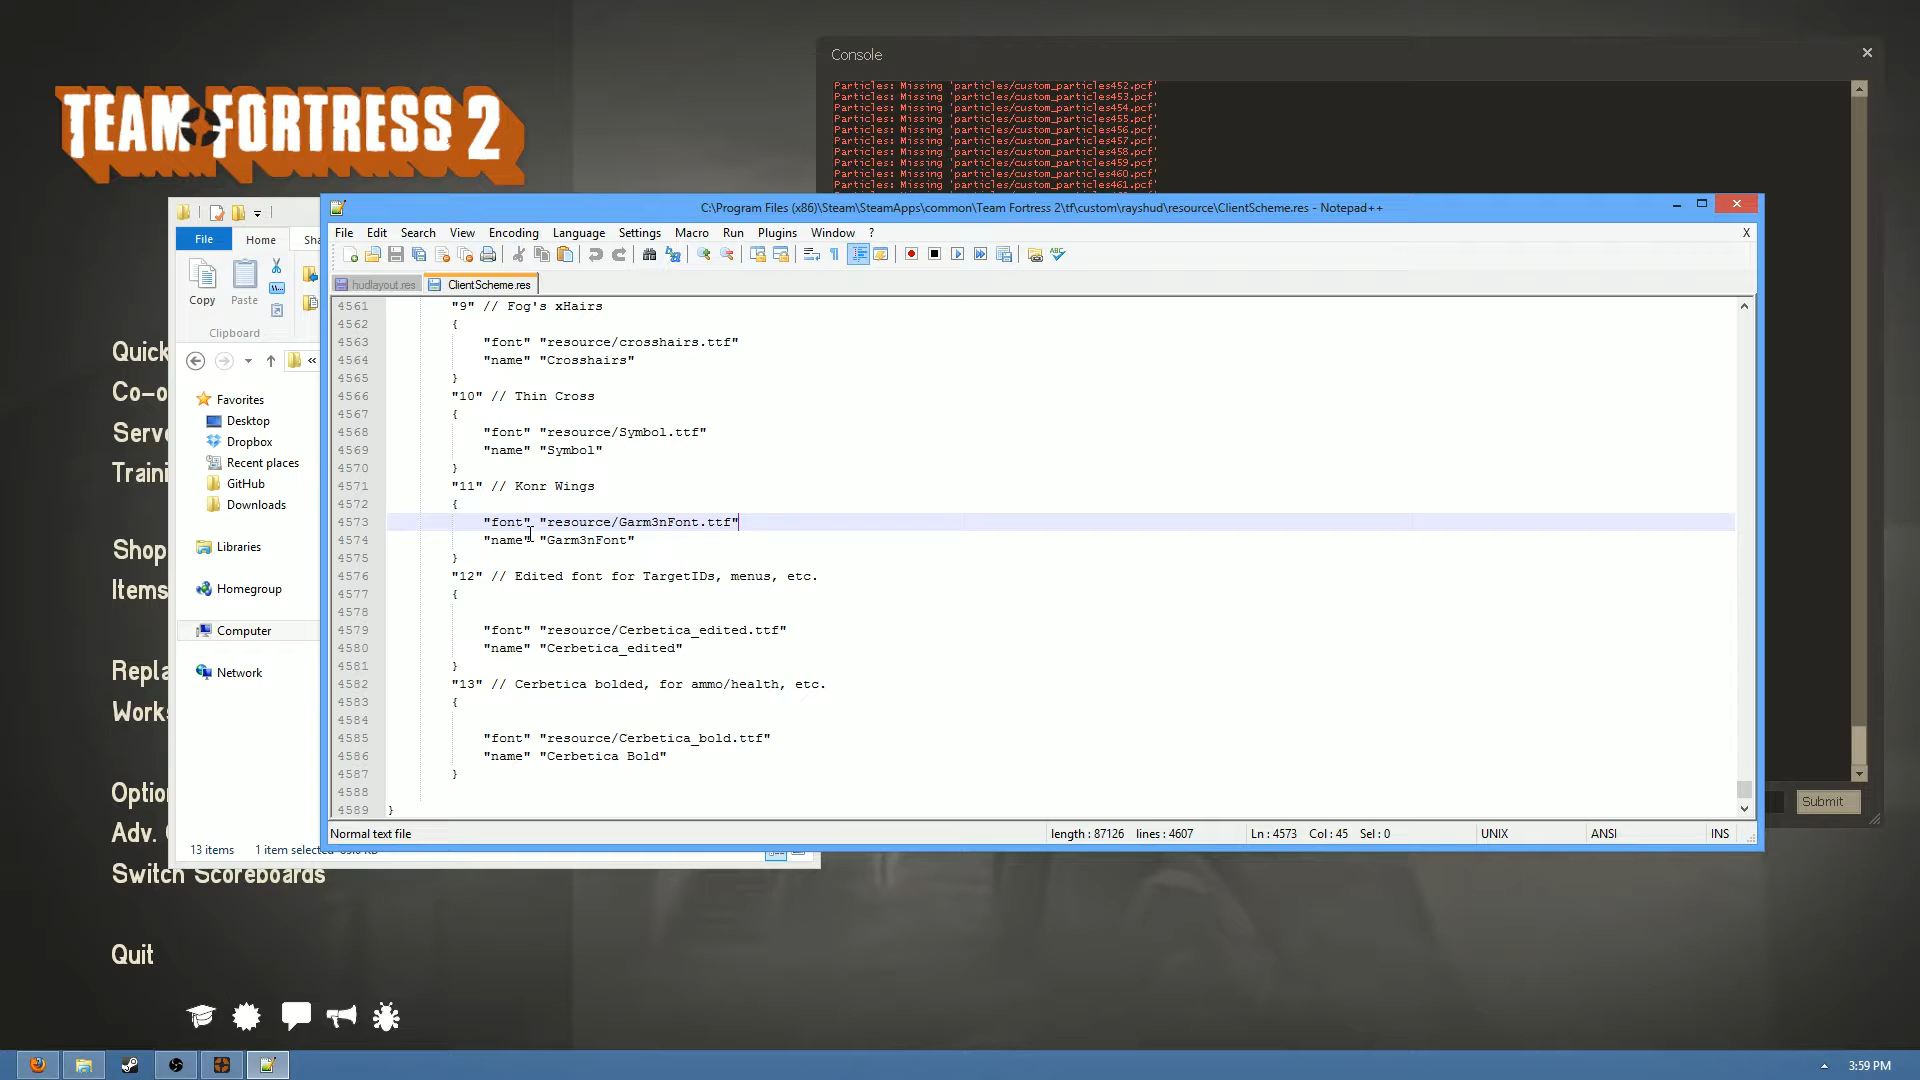 TEAM FORTRESS 2
Console
Particles: Missing 'particles/custom_particles452.pcf'
Particles: Missing 'particles/custom_particles453.pcf'
Particles: Missing 'particles/custom_particles454.pcf'
Particles: Missing 'particles/custom_particles455.pcf'
Particles: Missing 'particles/custom_particles456.pcf'
Particles: Missing 'particles/custom_particles457.pcf'
Particles: Missing 'particles/custom_particles458.pcf'
Particles: Missing 'particles/custom_particles459.pcf'
Particles: Missing 'particles/custom_particles460.pcf'
Particles: Missing 'particles/custom_particles461.pcf'
Submit
Quick
Co-o
Serv
Traini
Shop
Items
Repla
Works
Optio
Adv.
Switch Scoreboards
Quit
File Home Sha
Copy Paste
Clipboard
Favorites
Desktop
Dropbox
Recent places
GitHub
Downloads
Libraries
Homegroup
Computer
Network
13 items 1 item selected
C:\Program Files (x86)\Steam\SteamApps\common\Team Fortress 2\tf\custom\rayshud\resource\ClientScheme.res - Notepad++
File Edit Search View Encoding Language Settings Macro Run Plugins Window ? X
hudlayout.res ClientScheme.res
4561 "9" // Fog's xHairs
4562 {
4563 "font" "resource/crosshairs.ttf"
4564 "name" "Crosshairs"
4565 }
4566 "10" // Thin Cross
4567 {
4568 "font" "resource/Symbol.ttf"
4569 "name" "Symbol"
4570 }
4571 "11" // Konr Wings
4572 {
4573 "font" "resource/Garm3nFont.ttf"
4574 "name" "Garm3nFont"
4575 }
4576 "12" // Edited font for TargetIDs, menus, etc.
4577 {
4578
4579 "font" "resource/Cerbetica_edited.ttf"
4580 "name" "Cerbetica_edited"
4581 }
4582 "13" // Cerbetica bolded, for ammo/health, etc.
4583 {
4584
4585 "font" "resource/Cerbetica_bold.ttf"
4586 "name" "Cerbetica Bold"
4587 }
4588
4589 }
Normal text file length : 87126 lines : 4607 Ln : 4573 Col : 45 Sel : 0 UNIX ANSI INS
3:59 PM